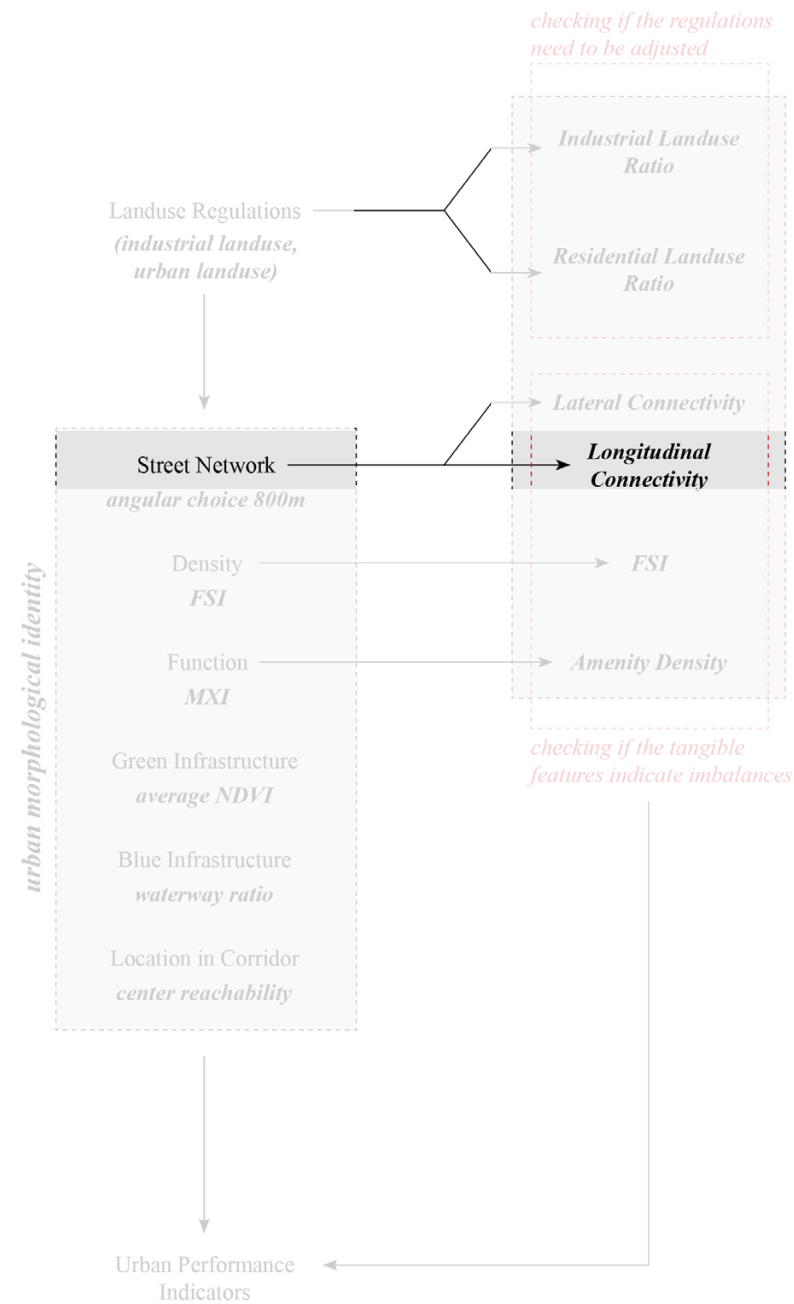 checking if the regulations
need to be adjusted
Industrial Landuse
Ratio
Landuse Regulations
(industrial landuse,
urban landuse)
Residential Landuse
Ratio
Lateral Connectivity
Street Network
angular choice 800m
Longitudinal
Connectivity
urban morphological identity
Density
FSI
FSI
Function
MXI
Amenity Density
Green Infrastructure
average NDVI
checking if the tangible
features indicate imbalances
Blue Infrastructure
waterway ratio
Location in Corridor
center reachability
Urban Performance
Indicators